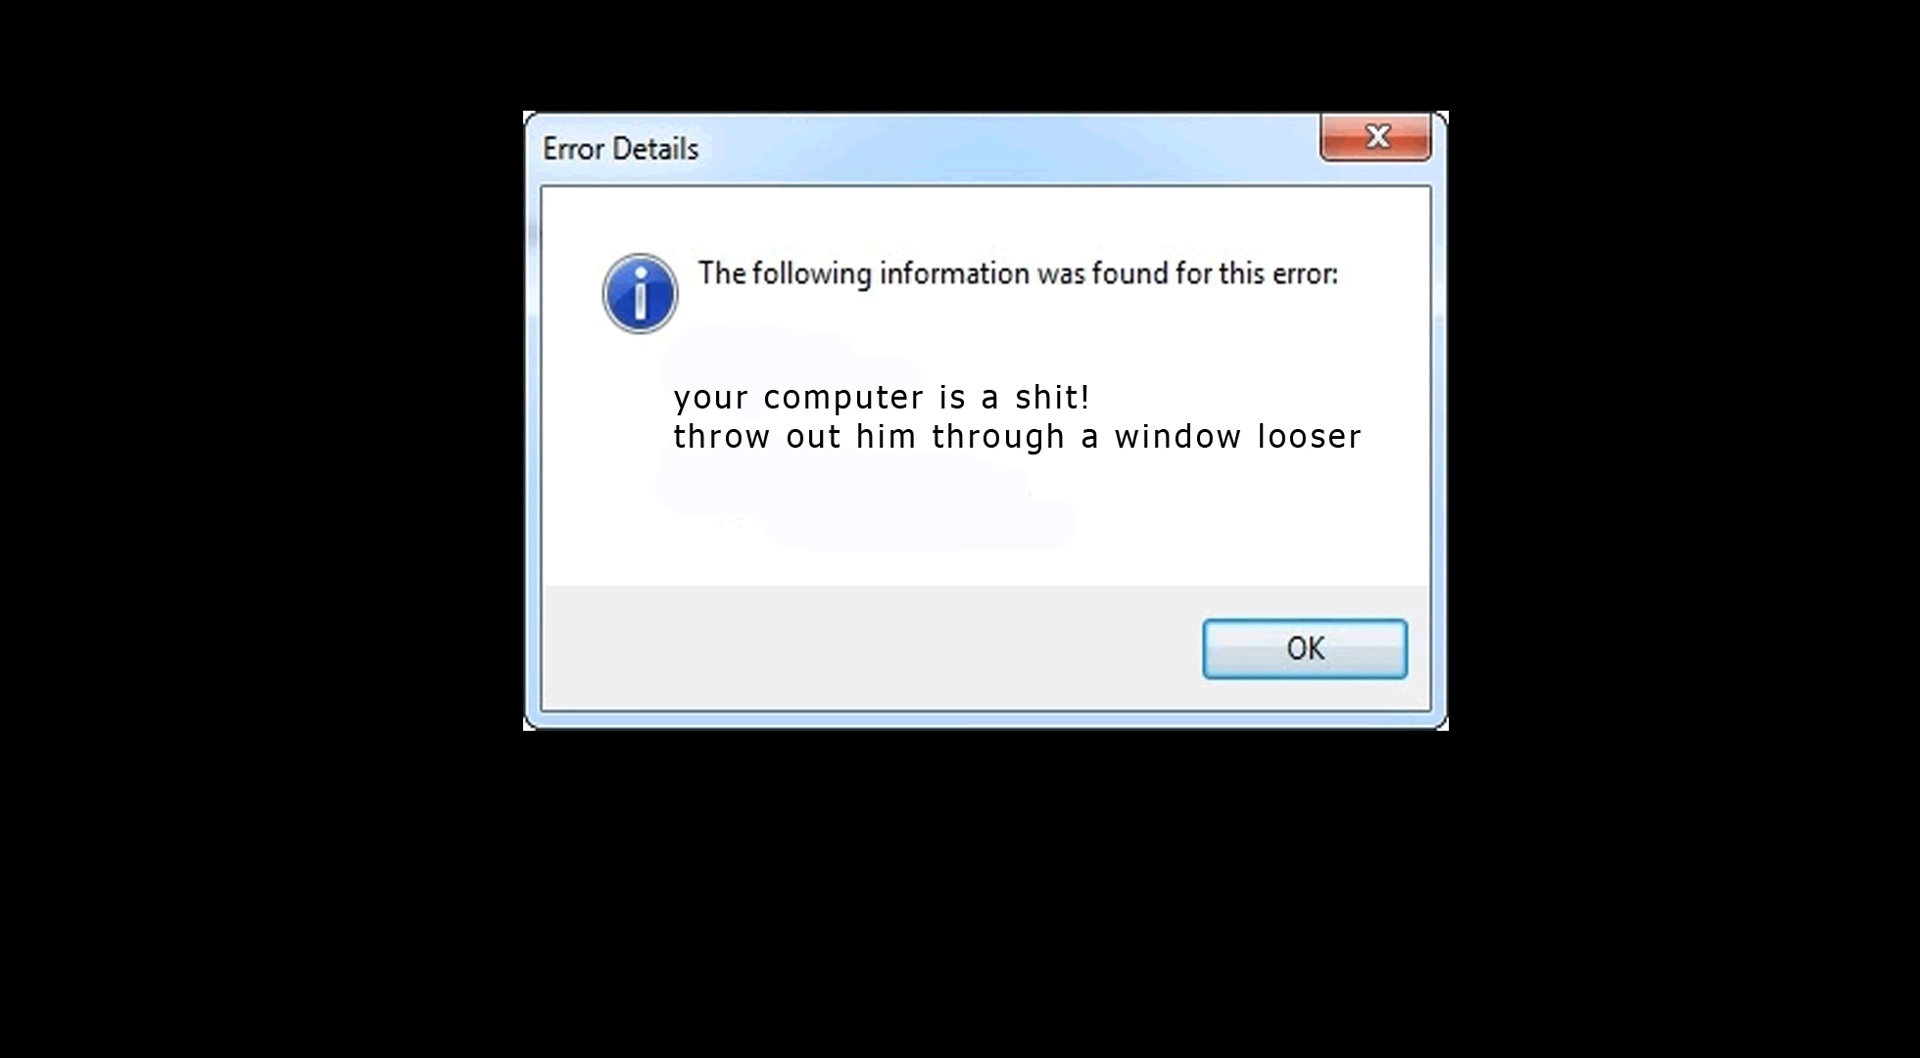 Error Details
X
The following information was found for this error:
your computer is a shit!
throw out him through a window looser
OK